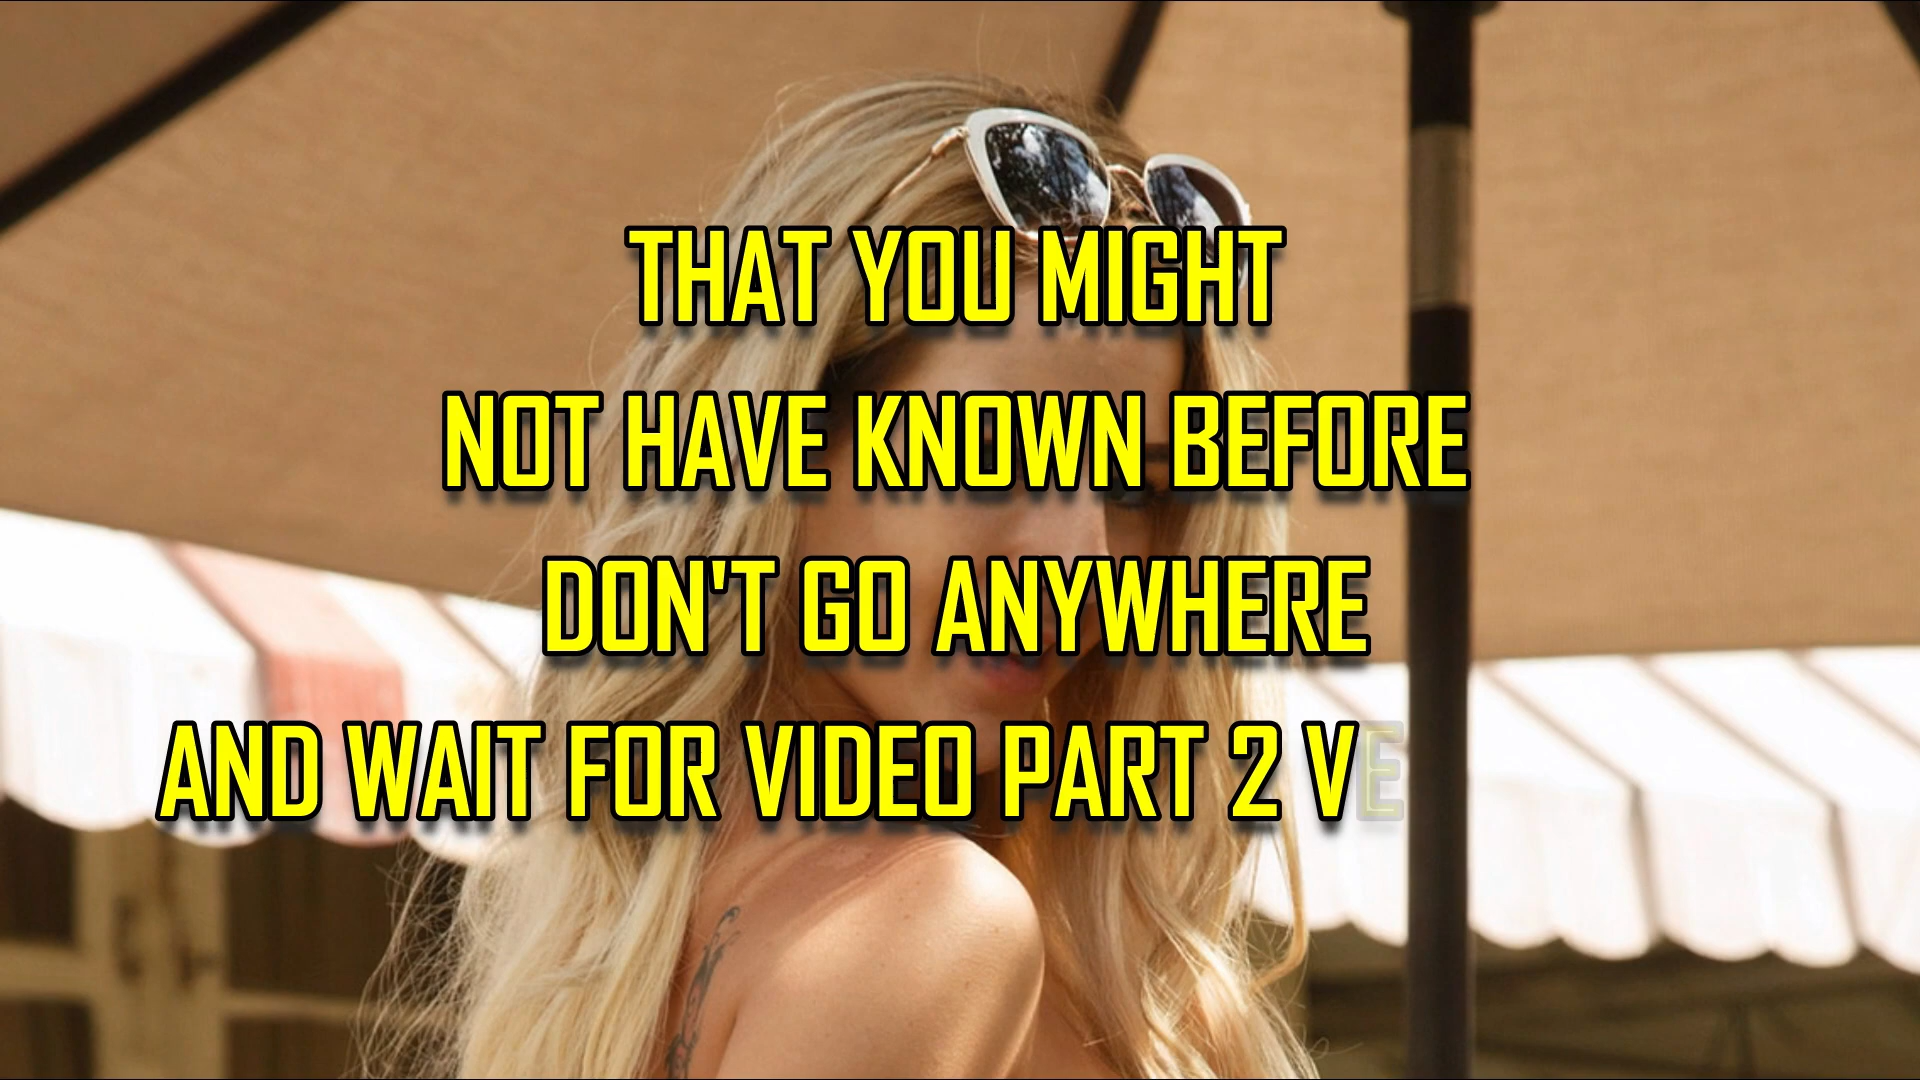 THAT YOU MIGHT
NOT HAVE KNOWN BEFORE
DON'T GO ANYWHERE
AND WAIT FOR VIDEO PART 2 VE